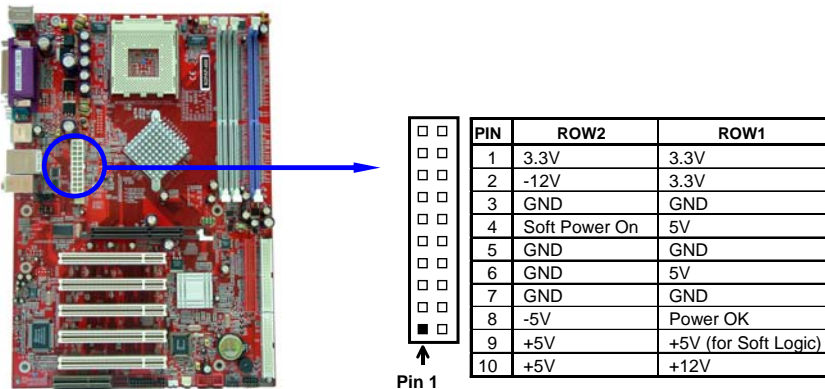 PIN ROW2 ROW1
1 3.3V 3.3V
2 -12V 3.3V
3 GND GND
4 Soft Power On 5V
5 GND GND
6 GND 5V
7 GND GND
8 -5V Power OK
9 +5V +5V (for Soft Logic)
10 +5V +12V
Pin 1